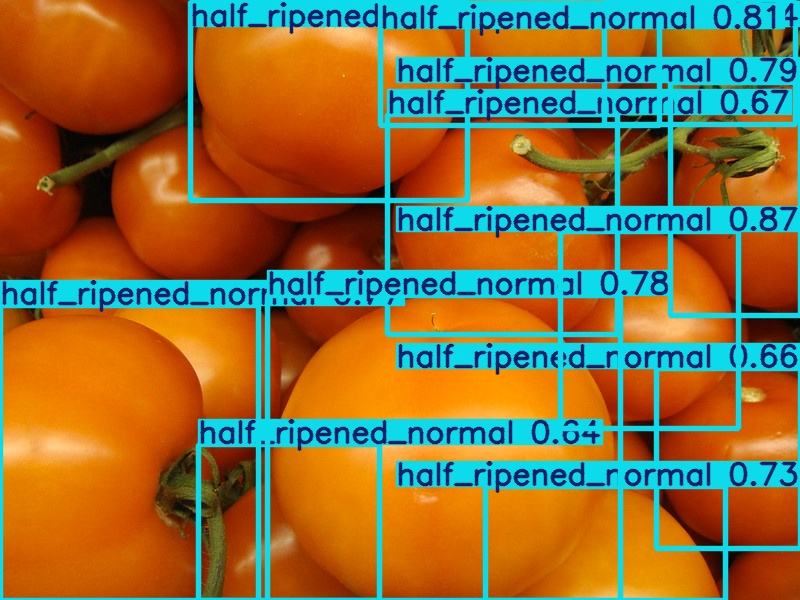 half_ripened
half_ripened_normal 0.81
half_ripened_normal 0.79
half_ripened_normal 0.67
half_ripened_normal 0.87
half_ripened_normal 0.78
half_ripened_normal
half_ripened_normal 0.66
half_ripened_normal 0.64
half_ripened_normal 0.73